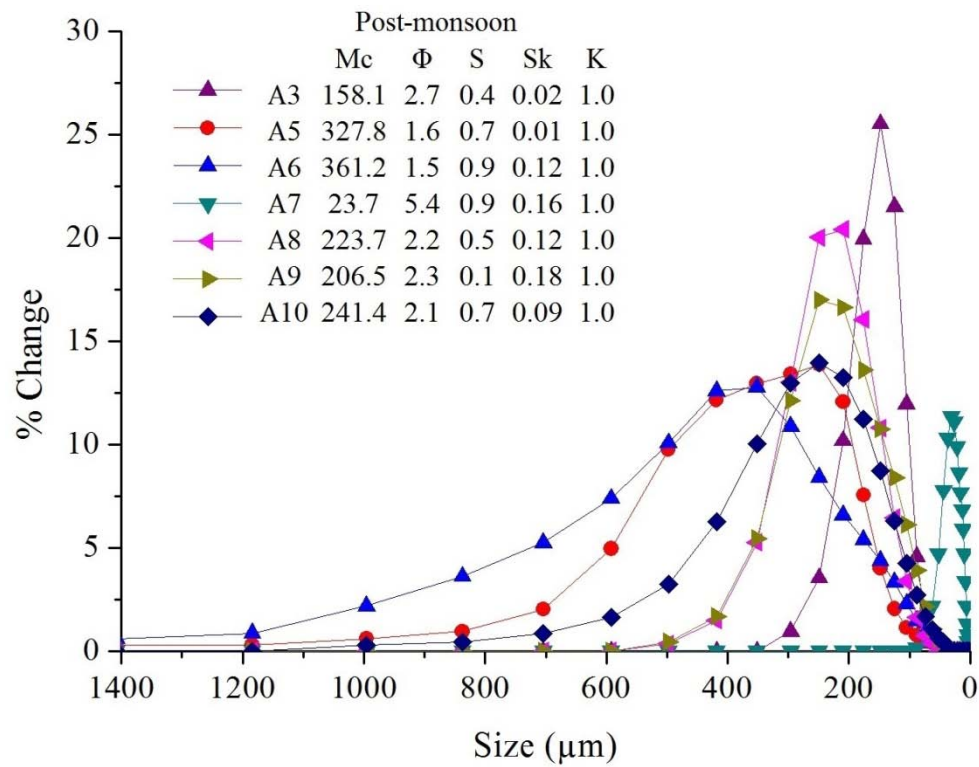 Post-monsoon
Mc Φ S Sk K
A3 158.1 2.7 0.4 0.02 1.0
A5 327.8 1.6 0.7 0.01 1.0
A6 361.2 1.5 0.9 0.12 1.0
A7 23.7 5.4 0.9 0.16 1.0
A8 223.7 2.2 0.5 0.12 1.0
A9 206.5 2.3 0.1 0.18 1.0
A10 241.4 2.1 0.7 0.09 1.0
30
25
20
15
10
5
0
% Change
1400 1200 1000 800 600 400 200 0
Size (μm)